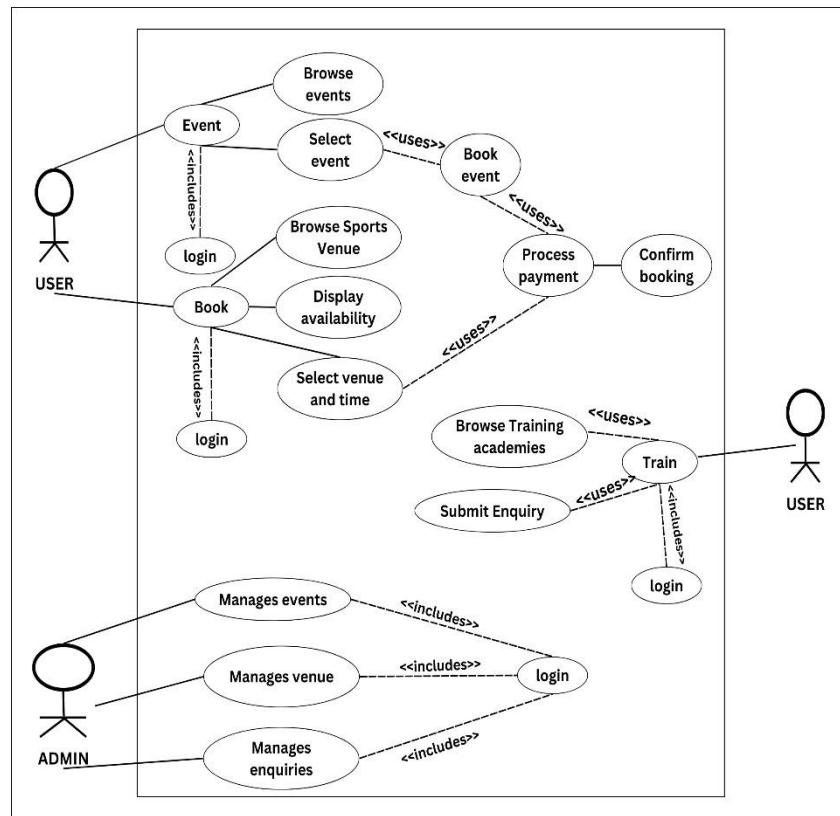 Browse
events
Event
Select
event
<<uses>>
Book
event
<<includes>>
<<uses>>
login
USER
Browse Sports
Venue
Process
payment
Confirm
booking
Book
Display
availability
<<uses>>
<<includes>>
Select venue
and time
login
<<uses>>
Browse Training
academies
Train
USER
<<uses>>
Submit Enquiry
<<includes>>
login
Manages events
<<includes>>
Manages venue
<<includes>>
login
ADMIN
Manages
enquiries
<<includes>>